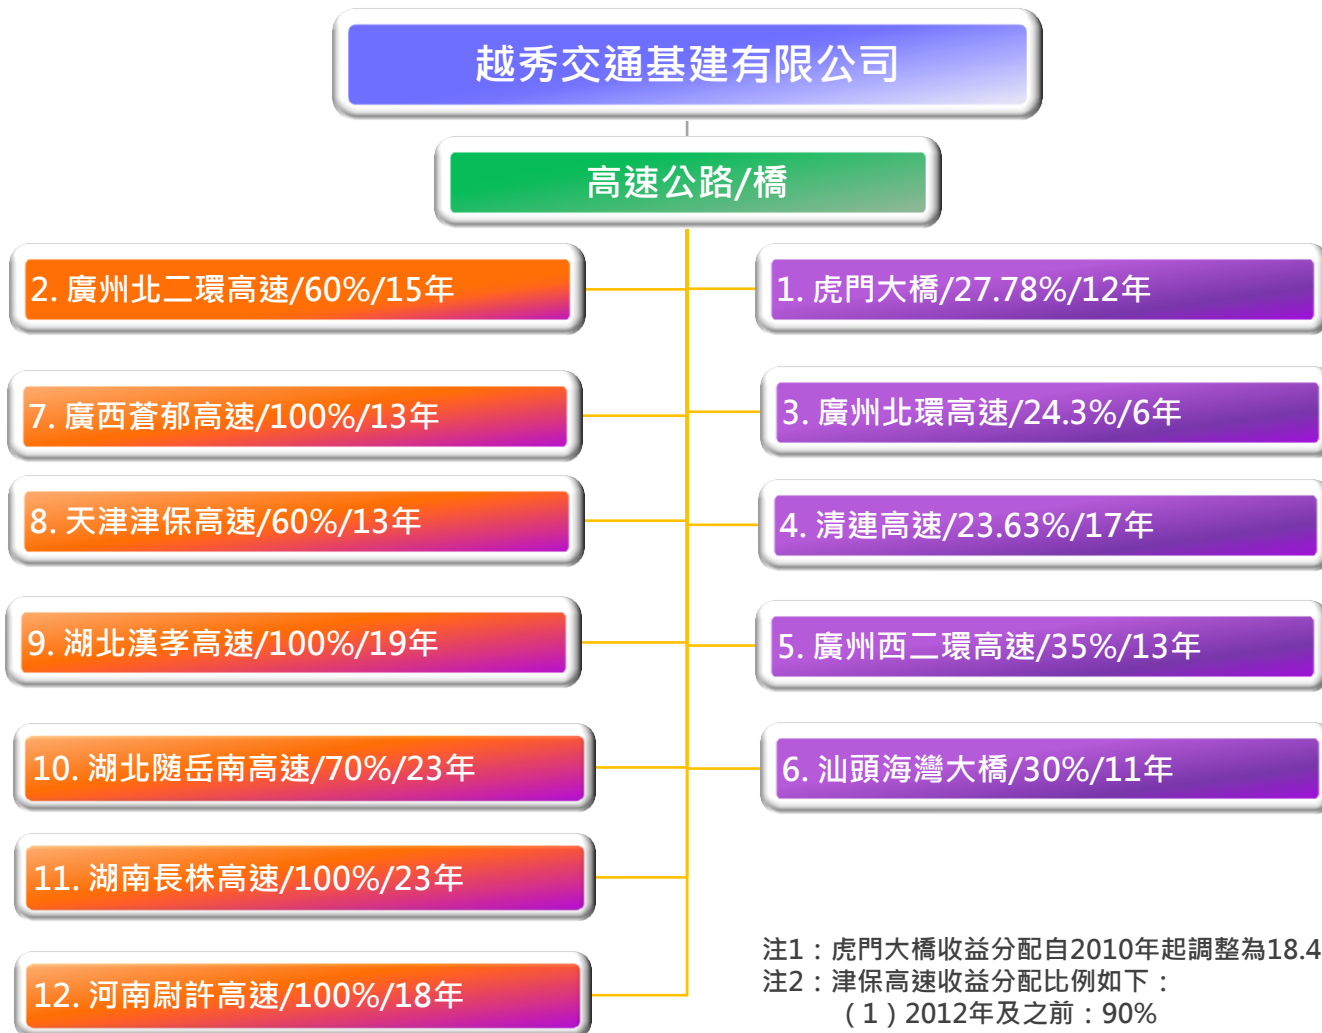 越秀交通基建有限公司
高速公路/橋
2. 廣州北二環高速/60%/15年
1. 虎門大橋/27.78%/12年
7. 廣西蒼郁高速/100%/13年
3. 廣州北環高速/24.3%/6年
8. 天津津保高速/60%/13年
4. 清連高速/23.63%/17年
9. 湖北漢孝高速/100%/19年
5. 廣州西二環高速/35%/13年
10. 湖北随岳南高速/70%/23年
6. 汕頭海灣大橋/30%/11年
11. 湖南長株高速/100%/23年
12. 河南尉許高速/100%/18年
注1：虎門大橋收益分配自2010年起調整為18.4
注2：津保高速收益分配比例如下：
（1）2012年及之前：90%